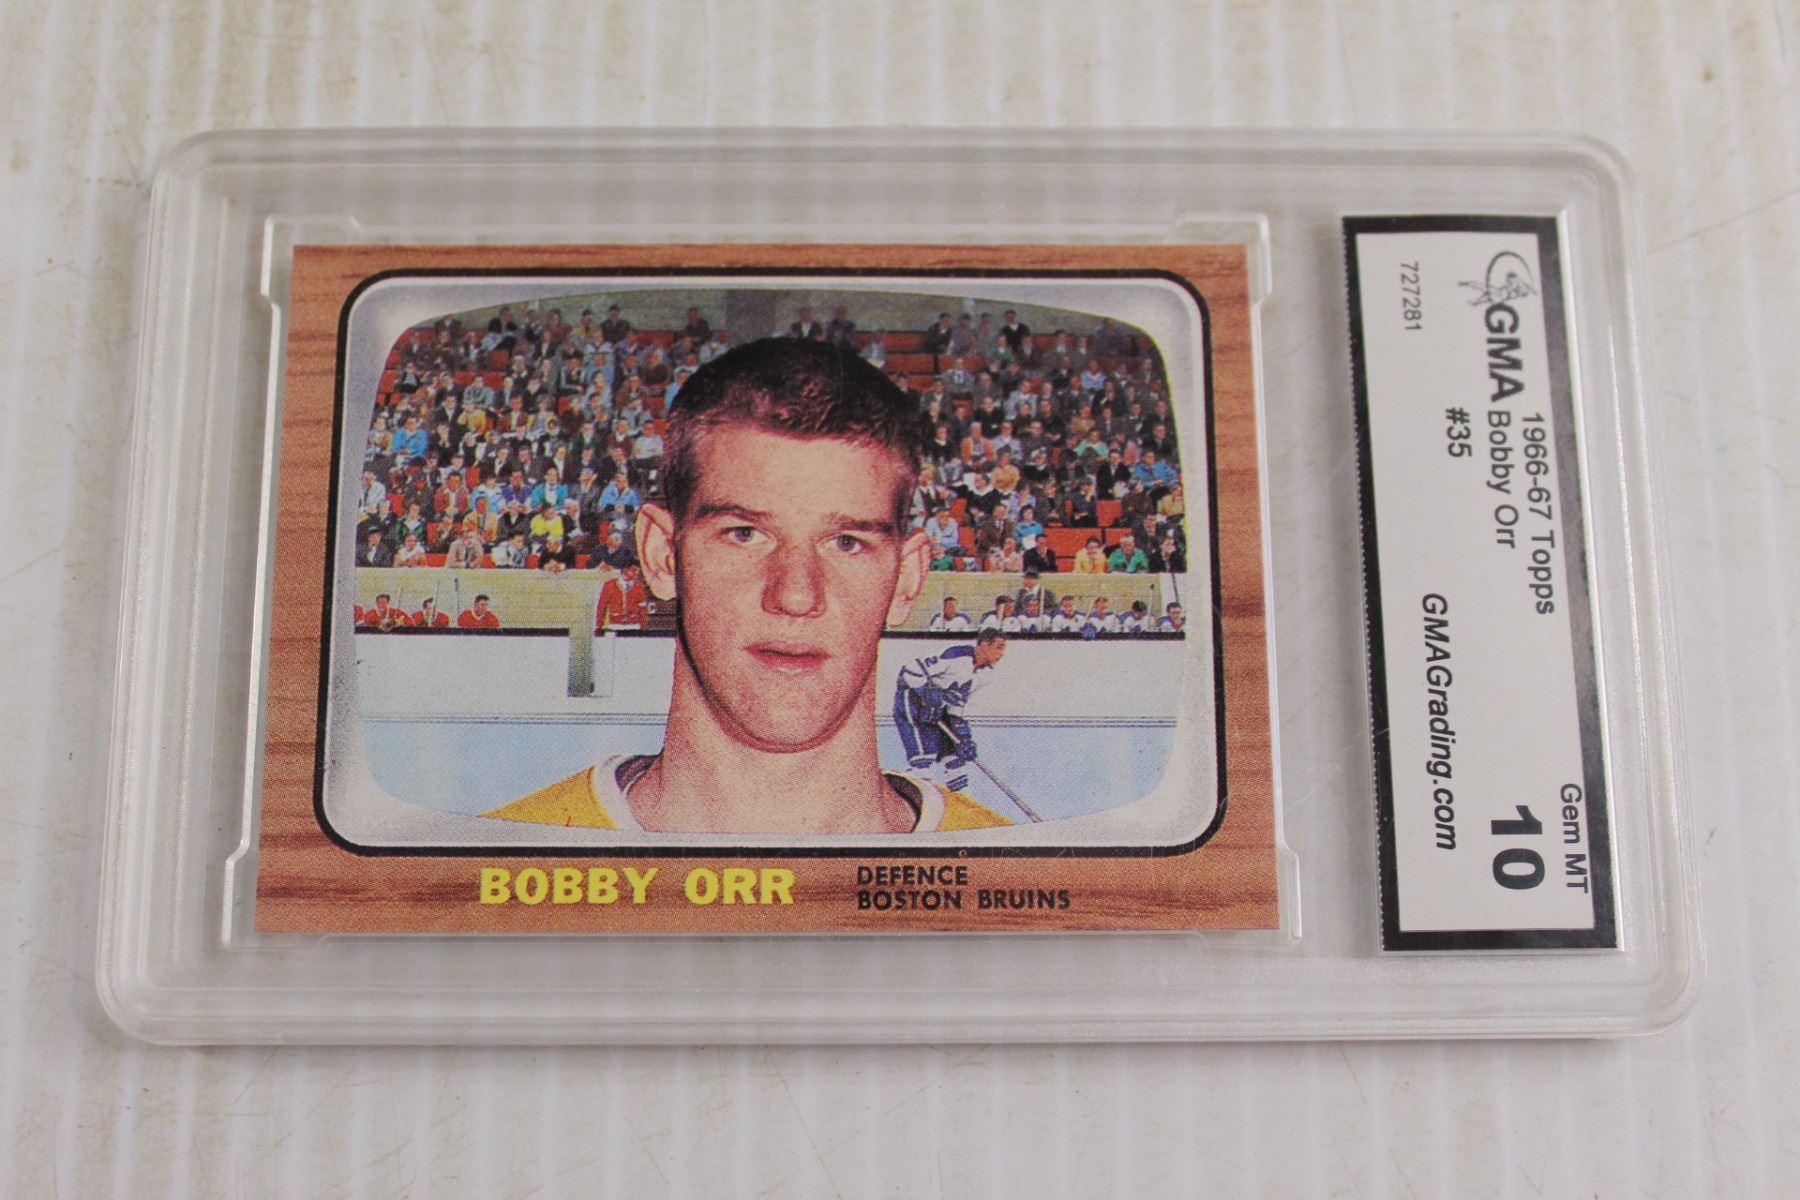 BOBBY ORR
DEFENCE
BOSTON BRUINS
GMA
1966-67 Topps
Bobby Orr
#35
727281
Gem MT
10
GMAGrading.com